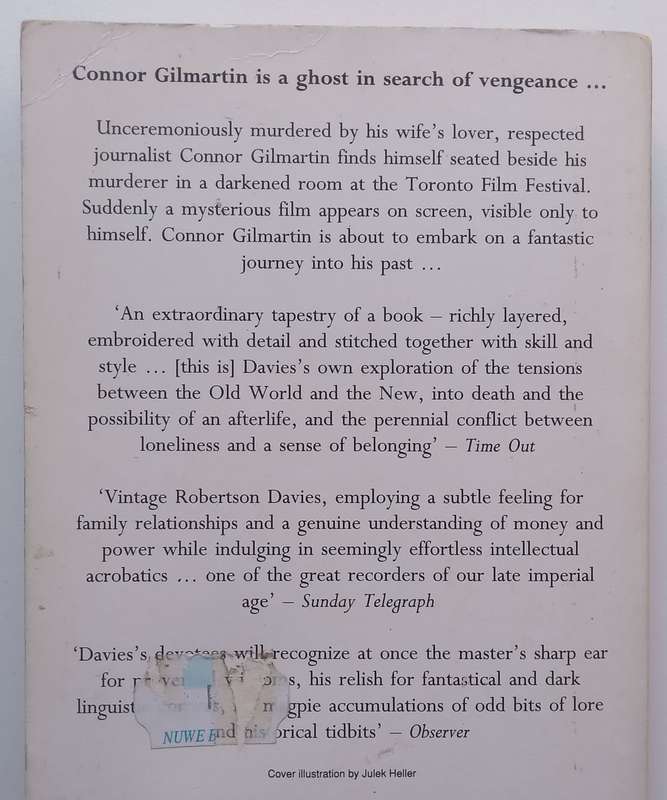 Connor Gilmartin is a ghost in search of vengeance ...
Unceremoniously murdered by his wife's lover, respected
journalist Connor Gilmartin finds himself seated beside his
murderer in a darkened room at the Toronto Film Festival.
Suddenly a mysterious film appears on screen, visible only to
himself. Connor Gilmartin is about to embark on a fantastic
journey into his past ...
'An extraordinary tapestry of a book – richly layered,
embroidered with detail and stitched together with skill and
style ... [this is] Davies's own exploration of the tensions
between the Old World and the New, into death and the
possibility of an afterlife, and the perennial conflict between
loneliness and a sense of belonging' – Time Out
'Vintage Robertson Davies, employing a subtle feeling for
family relationships and a genuine understanding of money and
power while indulging in seemingly effortless intellectual
acrobatics ... one of the great recorders of our late imperial
age' – Sunday Telegraph
'Davies's devotees will recognize at once the master's sharp ear
for his relish for fantastical and dark
magpie accumulations of odd bits of lore
NUWE and historical tidbits' – Observer
Cover illustration by Julek Heller